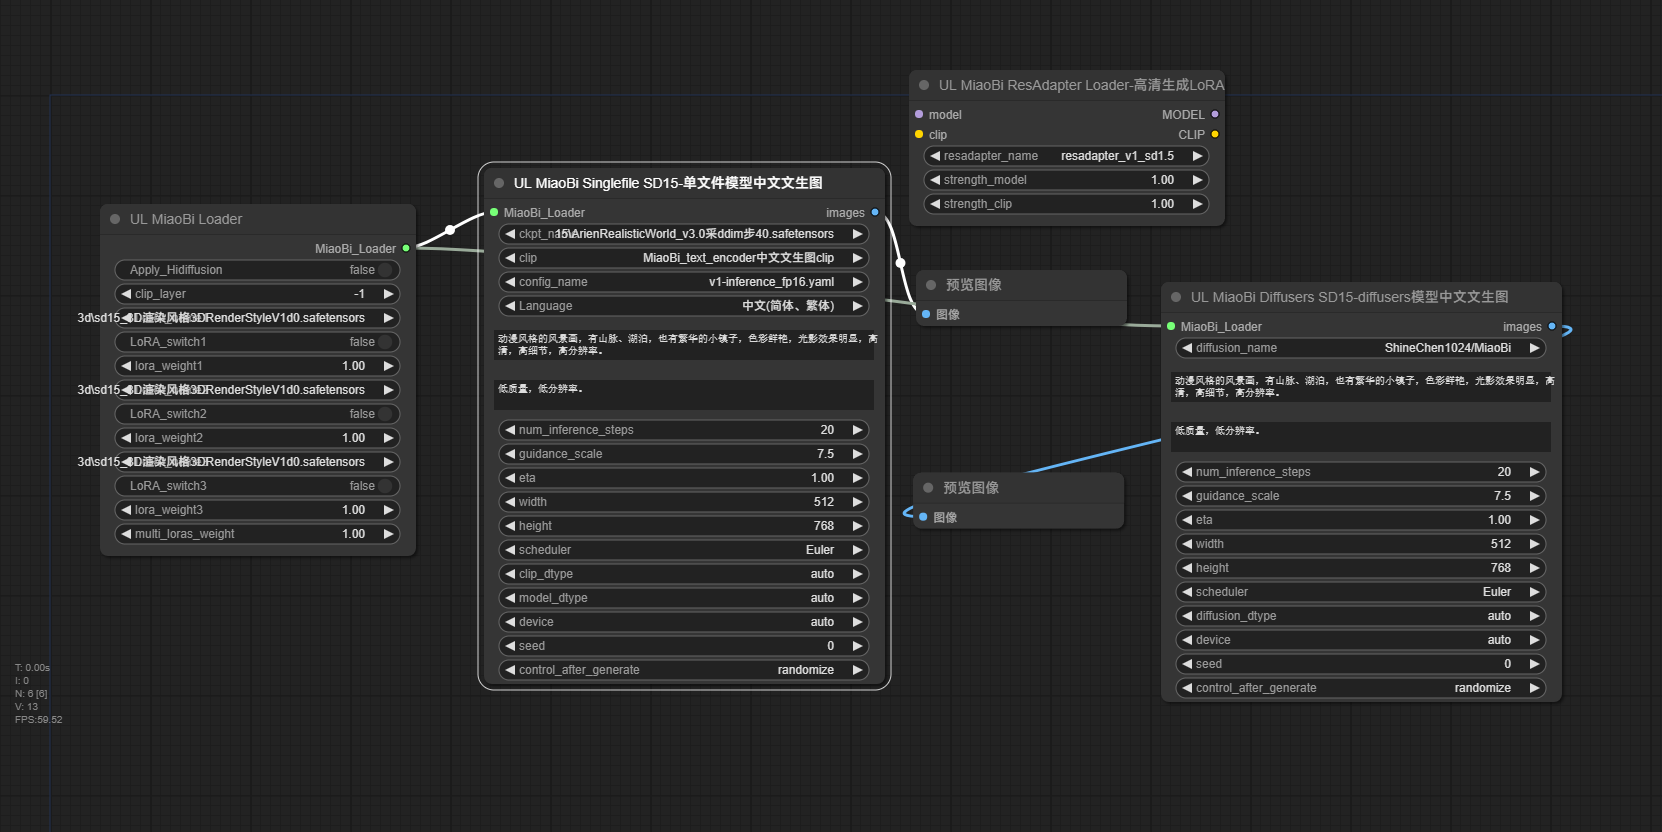 UL MiaoBi Loader
MiaoBi_Loader
Apply_Hidiffusion false
clip_layer -1
3d\sd15_3D渲染风格3DRenderStyleV1d0.safetensors
LoRA_switch1 false
lora_weight1 1.00
3d\sd15_3D渲染风格3DRenderStyleV1d0.safetensors
LoRA_switch2 false
lora_weight2 1.00
3d\sd15_3D渲染风格3DRenderStyleV1d0.safetensors
LoRA_switch3 false
lora_weight3 1.00
multi_loras_weight 1.00
UL MiaoBi Singlefile SD15-单文件模型中文文生图
MiaoBi_Loader images
ckpt_name 15\ArienRealisticWorld_v3.0采ddim步40.safetensors
clip MiaoBi_text_encoder中文文生图clip
config_name v1-inference_fp16.yaml
Language 中文(简体、繁体)
动漫风格的风景画，有山脉、湖泊，也有繁华的小镇子，色彩鲜艳，光影效果明显，高
清，高细节，高分辨率。
低质量，低分辨率。
num_inference_steps 20
guidance_scale 7.5
eta 1.00
width 512
height 768
scheduler Euler
clip_dtype auto
model_dtype auto
device auto
seed 0
control_after_generate randomize
UL MiaoBi ResAdapter Loader-高清生成LoRA
model MODEL
clip CLIP
resadapter_name resadapter_v1_sd1.5
strength_model 1.00
strength_clip 1.00
预览图像
图像
预览图像
图像
UL MiaoBi Diffusers SD15-diffusers模型中文文生图
MiaoBi_Loader images
diffusion_name ShineChen1024/MiaoBi
动漫风格的风景画，有山脉、湖泊，也有繁华的小镇子，色彩鲜艳，光影效果明显，高
清，高细节，高分辨率。
低质量，低分辨率。
num_inference_steps 20
guidance_scale 7.5
eta 1.00
width 512
height 768
scheduler Euler
diffusion_dtype auto
device auto
seed 0
control_after_generate randomize
T: 0.00s
I: 0
N: 6 [6]
V: 13
FPS:59.52